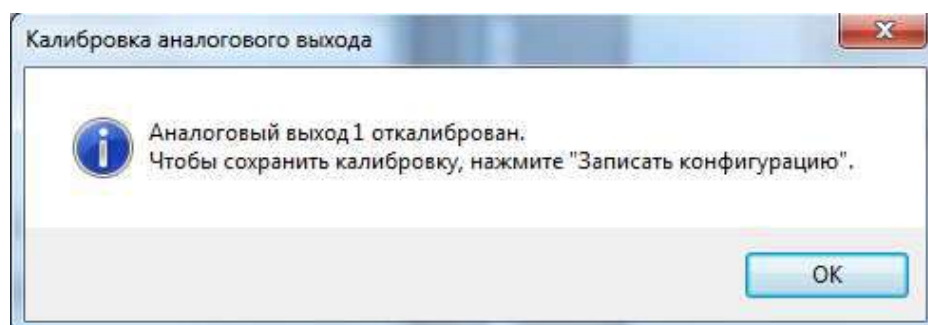 Калибровка аналогового выхода
Аналоговый выход 1 откалиброван.
Чтобы сохранить калибровку, нажмите "Записать конфигурацию".
OK